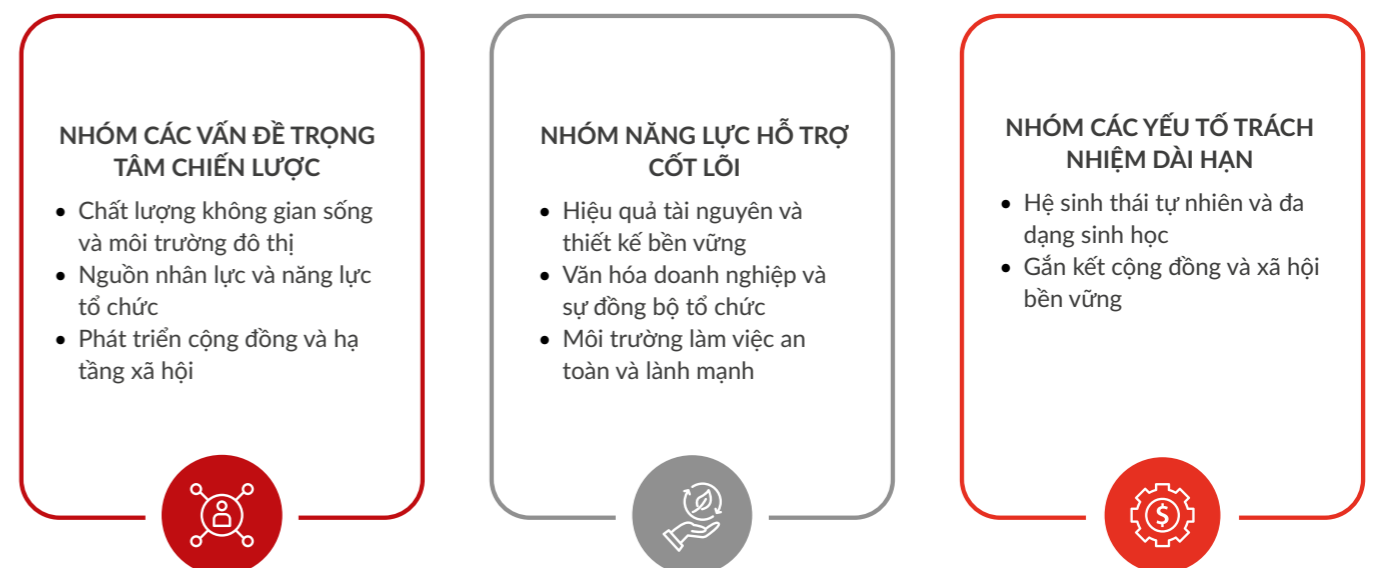 NHÓM CÁC VẤN ĐỀ TRỌNG
TÂM CHIẾN LƯỢC
• Chất lượng không gian sống
và môi trường đô thị
• Nguồn nhân lực và năng lực
tổ chức
• Phát triển cộng đồng và hạ
tầng xã hội
NHÓM NĂNG LỰC HỖ TRỢ
CỐT LÕI
• Hiệu quả tài nguyên và
thiết kế bền vững
• Văn hóa doanh nghiệp và
sự đồng bộ tổ chức
• Môi trường làm việc an
toàn và lành mạnh
NHÓM CÁC YẾU TỐ TRÁCH
NHIỆM DÀI HẠN
• Hệ sinh thái tự nhiên và đa
dạng sinh học
• Gắn kết cộng đồng và xã hội
bền vững
$